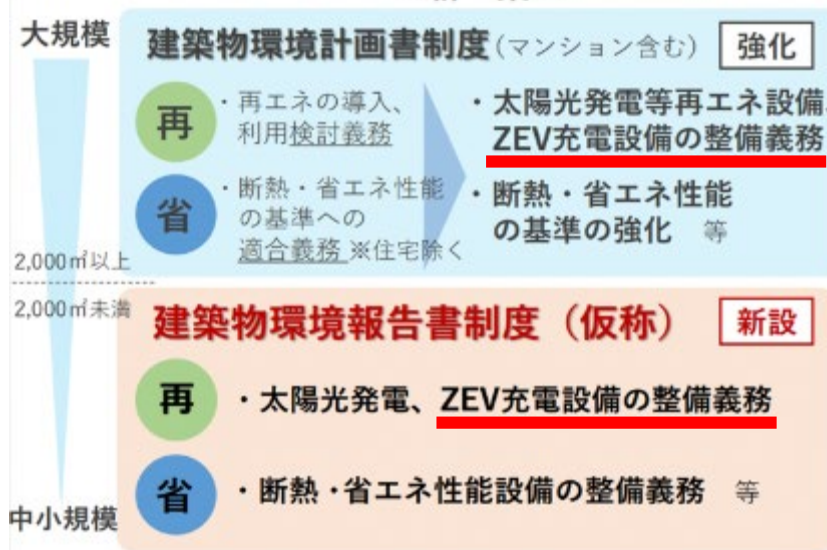 大規模
建築物環境計画書制度(マンション含む) 強化
再
・再エネの導入、
利用検討義務
・太陽光発電等再エネ設備
ZEV充電設備の整備義務
省
・断熱・省エネ性能
の基準への
適合義務 ※住宅除く
・断熱・省エネ性能
の基準の強化 等
2,000㎡以上
2,000㎡未満
建築物環境報告書制度（仮称） 新設
再 ・太陽光発電、ZEV充電設備の整備義務
省 ・断熱・省エネ性能設備の整備義務 等
中小規模